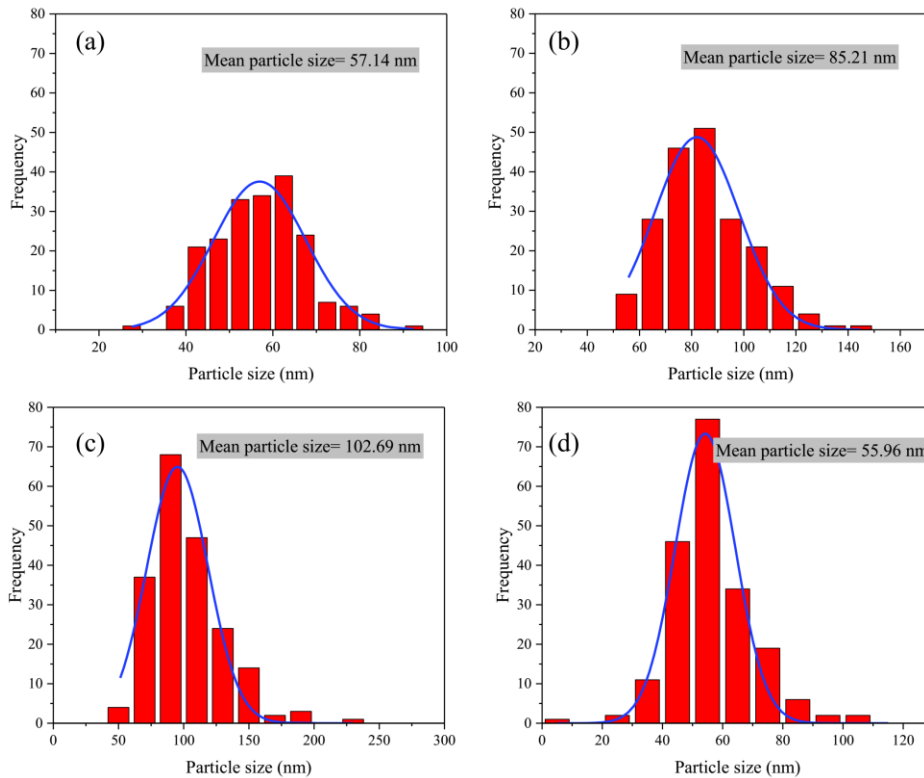 (a)
Mean particle size= 57.14 nm
80
70
60
50
40
30
20
10
0
Frequency
20 40 60 80 100
Particle size (nm)
(b)
Mean particle size= 85.21 nm
80
70
60
50
40
30
20
10
0
Frequency
20 40 60 80 100 120 140 160
Particle size (nm)
(c)
Mean particle size= 102.69 nm
80
70
60
50
40
30
20
10
0
Frequency
0 50 100 150 200 250 300
Particle size (nm)
(d)
Mean particle size= 55.96 nm
80
70
60
50
40
30
20
10
0
Frequency
0 20 40 60 80 100 120
Particle size (nm)